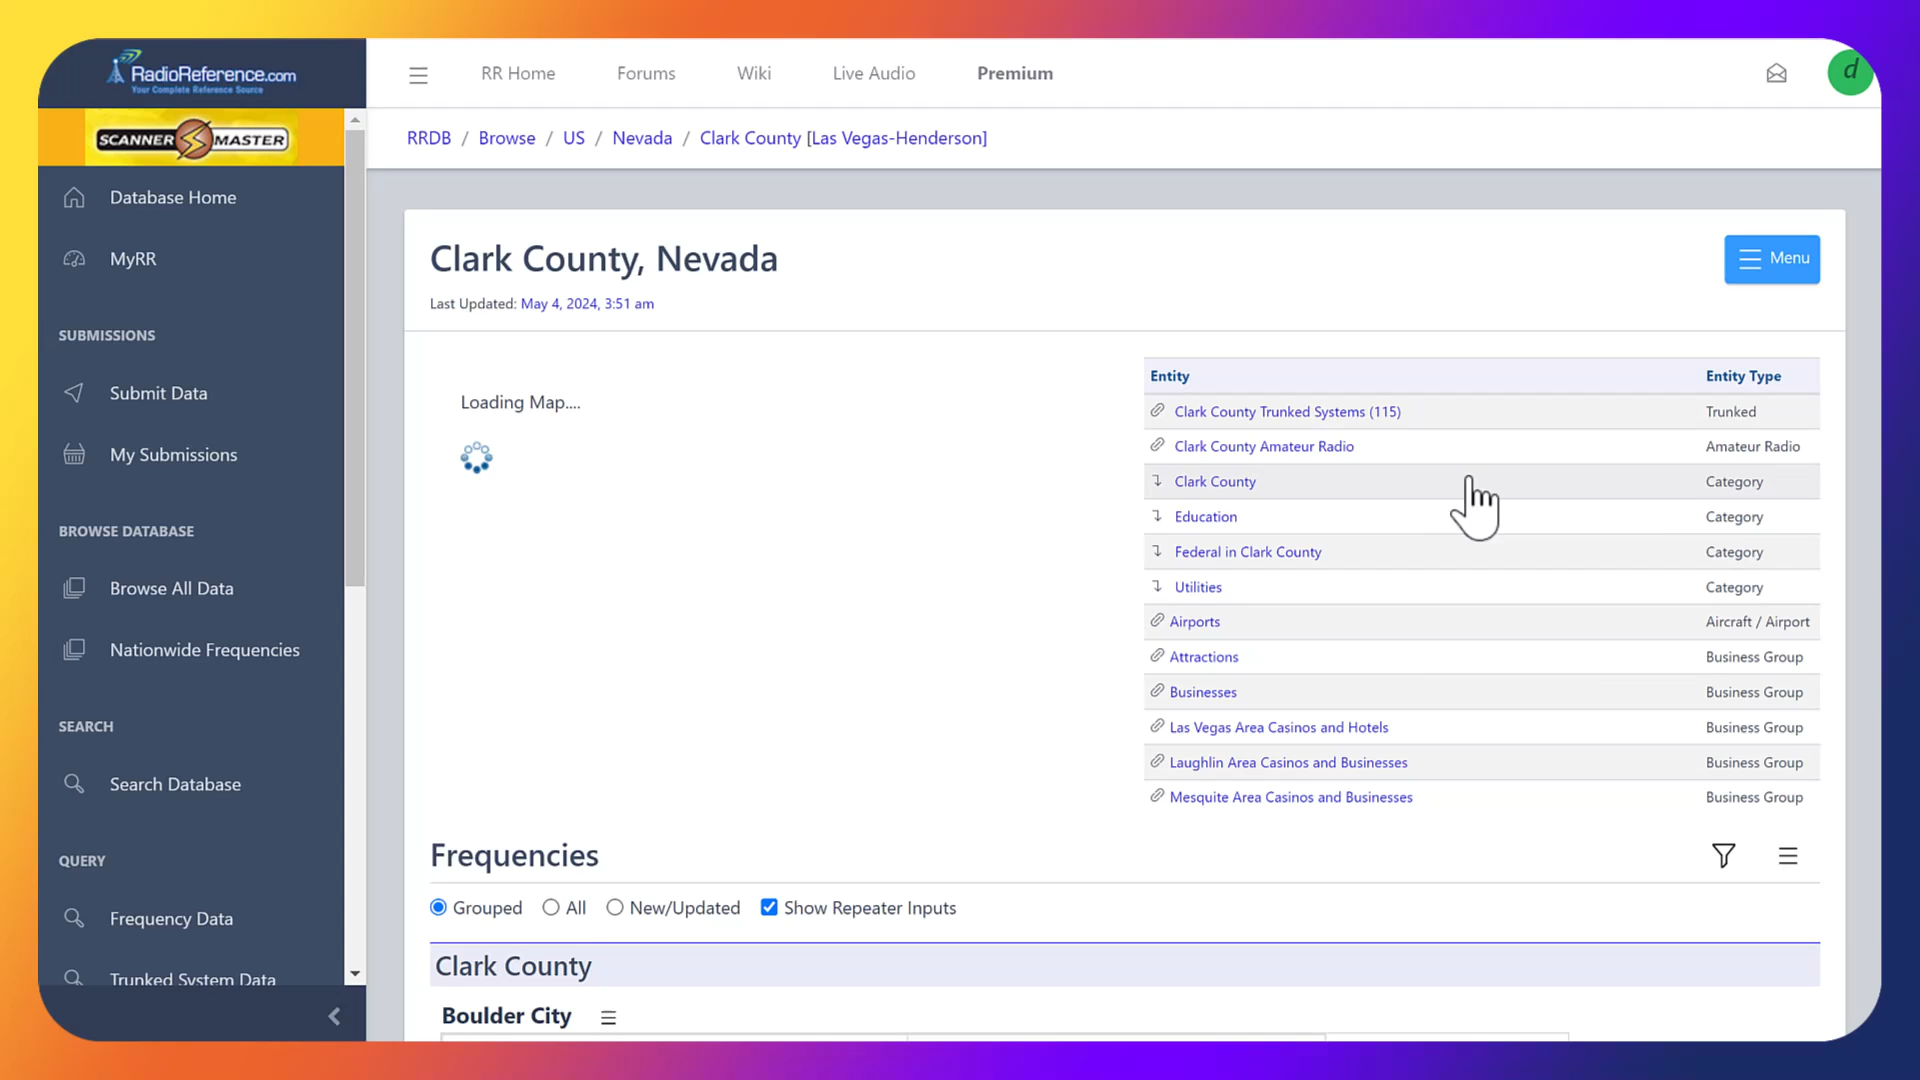 RadioReference.com
Your Complete Reference Source
SCANNER MASTER
Database Home
MyRR
SUBMISSIONS
Submit Data
My Submissions
BROWSE DATABASE
Browse All Data
Nationwide Frequencies
SEARCH
Search Database
QUERY
Frequency Data
Trunked System Data
RR Home Forums Wiki Live Audio Premium
d
RRDB / Browse / US / Nevada / Clark County [Las Vegas-Henderson]
Clark County, Nevada
Menu
Last Updated: May 4, 2024, 3:51 am
Loading Map....
Entity Entity Type
Clark County Trunked Systems (115) Trunked
Clark County Amateur Radio Amateur Radio
Clark County Category
Education Category
Federal in Clark County Category
Utilities Category
Airports Aircraft / Airport
Attractions Business Group
Businesses Business Group
Las Vegas Area Casinos and Hotels Business Group
Laughlin Area Casinos and Businesses Business Group
Mesquite Area Casinos and Businesses Business Group
Frequencies
Grouped All New/Updated Show Repeater Inputs
Clark County
Boulder City